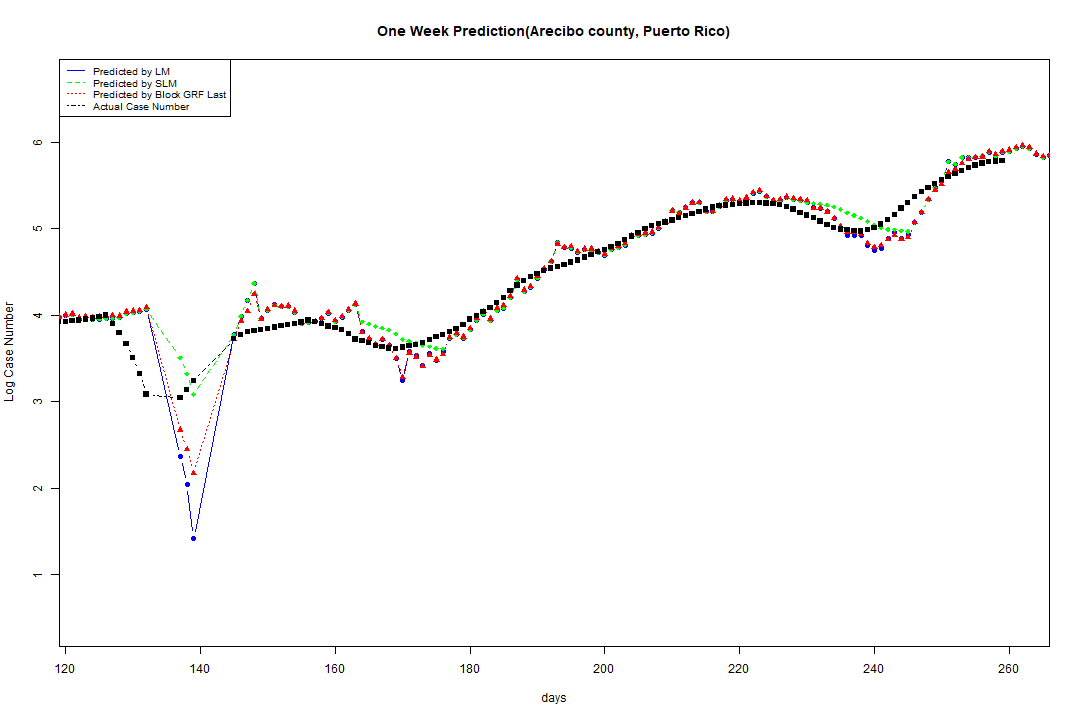 One Week Prediction(Arecibo county, Puerto Rico)
Predicted by LM
Predicted by SLM
Predicted by Block GRF Last
Actual Case Number
Log Case Number
6
5
4
3
2
1
120 140 160 180 200 220 240 260
days